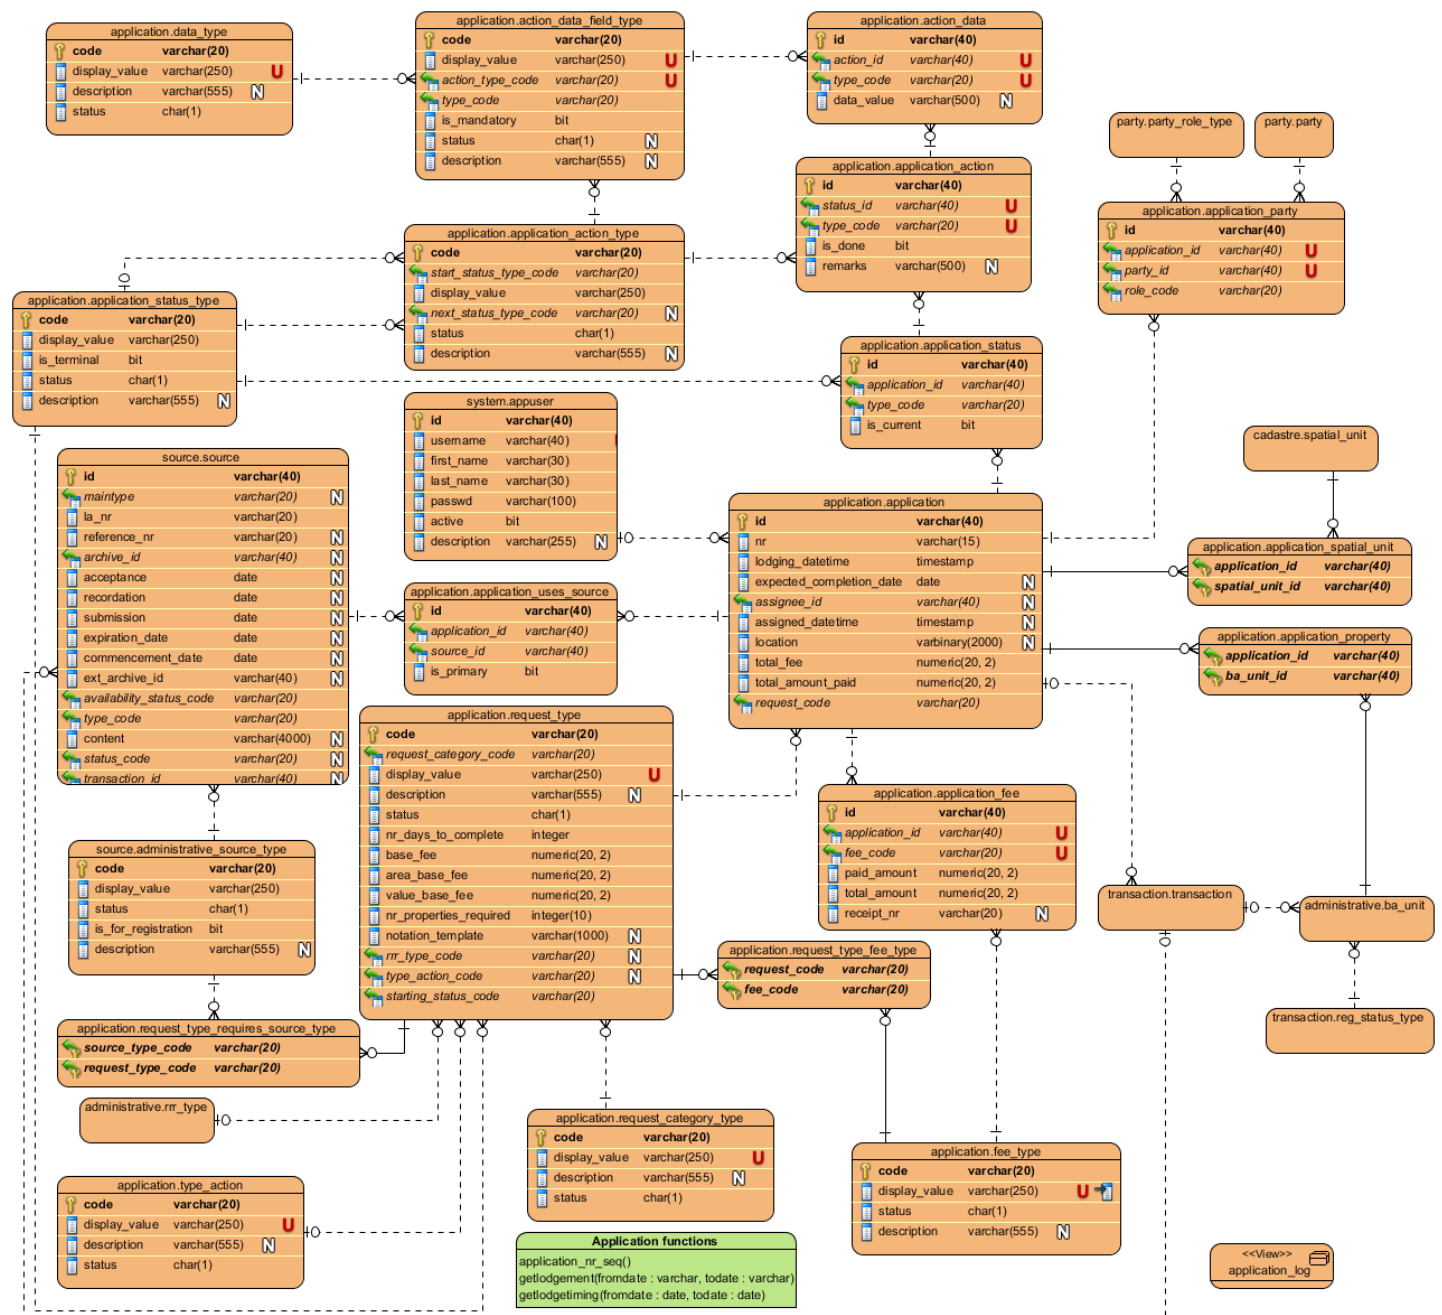 application.data_type
code varchar(20)
display_value varchar(250) U
description varchar(555) N
status char(1)
application.action_data_field_type
code varchar(20)
display_value varchar(250) U
action_type_code varchar(20) U
type_code varchar(20)
is_mandatory bit
status char(1) N
description varchar(555) N
application.action_data
id varchar(40)
action_id varchar(40) U
type_code varchar(20) U
data_value varchar(500) N
party.party_role_type
party.party
application.application_action
id varchar(40)
status_id varchar(40) U
type_code varchar(20) U
is_done bit
remarks varchar(500) N
application.application_party
id varchar(40)
application_id varchar(40) U
party_id varchar(40) U
role_code varchar(20)
application.application_action_type
code varchar(20)
start_status_type_code varchar(20)
display_value varchar(250)
next_status_type_code varchar(20) N
status char(1)
description varchar(555) N
application.application_status_type
code varchar(20)
display_value varchar(250)
is_terminal bit
status char(1)
description varchar(555) N
application.application_status
id varchar(40)
application_id varchar(40)
type_code varchar(20)
is_current bit
system.appuser
id varchar(40)
username varchar(40)
first_name varchar(30)
last_name varchar(30)
passwd varchar(100)
active bit
description varchar(255) N
cadastre.spatial_unit
source.source
id varchar(40)
maintype varchar(20) N
la_nr varchar(20)
reference_nr varchar(20) N
archive_id varchar(40) N
acceptance date N
recordation date N
submission date N
expiration_date date N
commencement_date date N
ext_archive_id varchar(40) N
availability_status_code varchar(20)
type_code varchar(20)
content varchar(4000) N
status_code varchar(20) N
transaction_id varchar(40) N
application.application
id varchar(40)
nr varchar(15)
lodging_datetime timestamp
expected_completion_date date N
assignee_id varchar(40) N
assigned_datetime timestamp N
location varbinary(2000) N
total_fee numeric(20, 2)
total_amount_paid numeric(20, 2)
request_code varchar(20)
application.application_spatial_unit
application_id varchar(40)
spatial_unit_id varchar(40)
application.application_uses_source
id varchar(40)
application_id varchar(40)
source_id varchar(40)
is_primary bit
application.application_property
application_id varchar(40)
ba_unit_id varchar(40)
application.request_type
code varchar(20)
request_category_code varchar(20)
display_value varchar(250) U
description varchar(555) N
status char(1)
nr_days_to_complete integer
base_fee numeric(20, 2)
area_base_fee numeric(20, 2)
value_base_fee numeric(20, 2)
nr_properties_required integer(10)
notation_template varchar(1000) N
rrr_type_code varchar(20) N
type_action_code varchar(20) N
starting_status_code varchar(20)
application.application_fee
id varchar(40)
application_id varchar(40) U
fee_code varchar(20) U
paid_amount numeric(20, 2)
total_amount numeric(20, 2)
receipt_nr varchar(20) N
source.administrative_source_type
code varchar(20)
display_value varchar(250)
status char(1)
is_for_registration bit
description varchar(555) N
transaction.transaction
administrative.ba_unit
application.request_type_fee_type
request_code varchar(20)
fee_code varchar(20)
transaction.reg_status_type
application.request_type_requires_source_type
source_type_code varchar(20)
request_type_code varchar(20)
administrative.rrr_type
application.request_category_type
code varchar(20)
display_value varchar(250) U
description varchar(555) N
status char(1)
application.fee_type
code varchar(20)
display_value varchar(250) U
status char(1)
description varchar(555) N
application.type_action
code varchar(20)
display_value varchar(250) U
description varchar(555) N
status char(1)
Application functions
application_nr_seq()
getlodgement(fromdate : varchar, todate : varchar)
getlodgetiming(fromdate : date, todate : date)
<<View>>
application_log